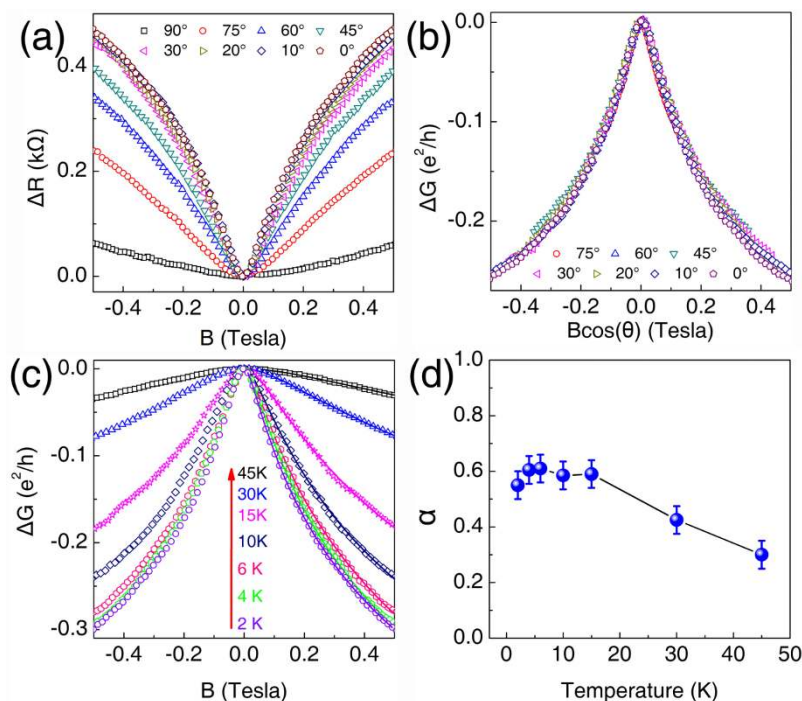 (a)
90° 75° 60° 45°
30° 20° 10° 0°
0.4
0.2
0.0
ΔR (kΩ)
-0.4 -0.2 0.0 0.2 0.4
B (Tesla)
(b)
0.0
-0.1
-0.2
ΔG (e²/h)
75° 60° 45°
30° 20° 10° 0°
-0.4 -0.2 0.0 0.2 0.4
Bcos(θ) (Tesla)
(c)
0.0
-0.1
-0.2
-0.3
ΔG (e²/h)
45K
30K
15K
10K
6 K
4 K
2 K
-0.4 -0.2 0.0 0.2 0.4
B (Tesla)
(d)
1.0
0.8
0.6
0.4
0.2
0.0
α
0 10 20 30 40 50
Temperature (K)